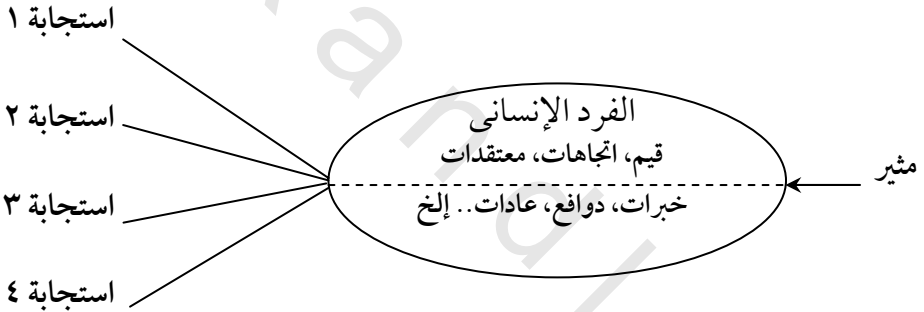 استجابة ١
الفرد الإنسانى
قيم، اتجاهات، معتقدات
استجابة ٢
مثير
خبرات، دوافع، عادات.. إلخ
استجابة ٣
استجابة ٤